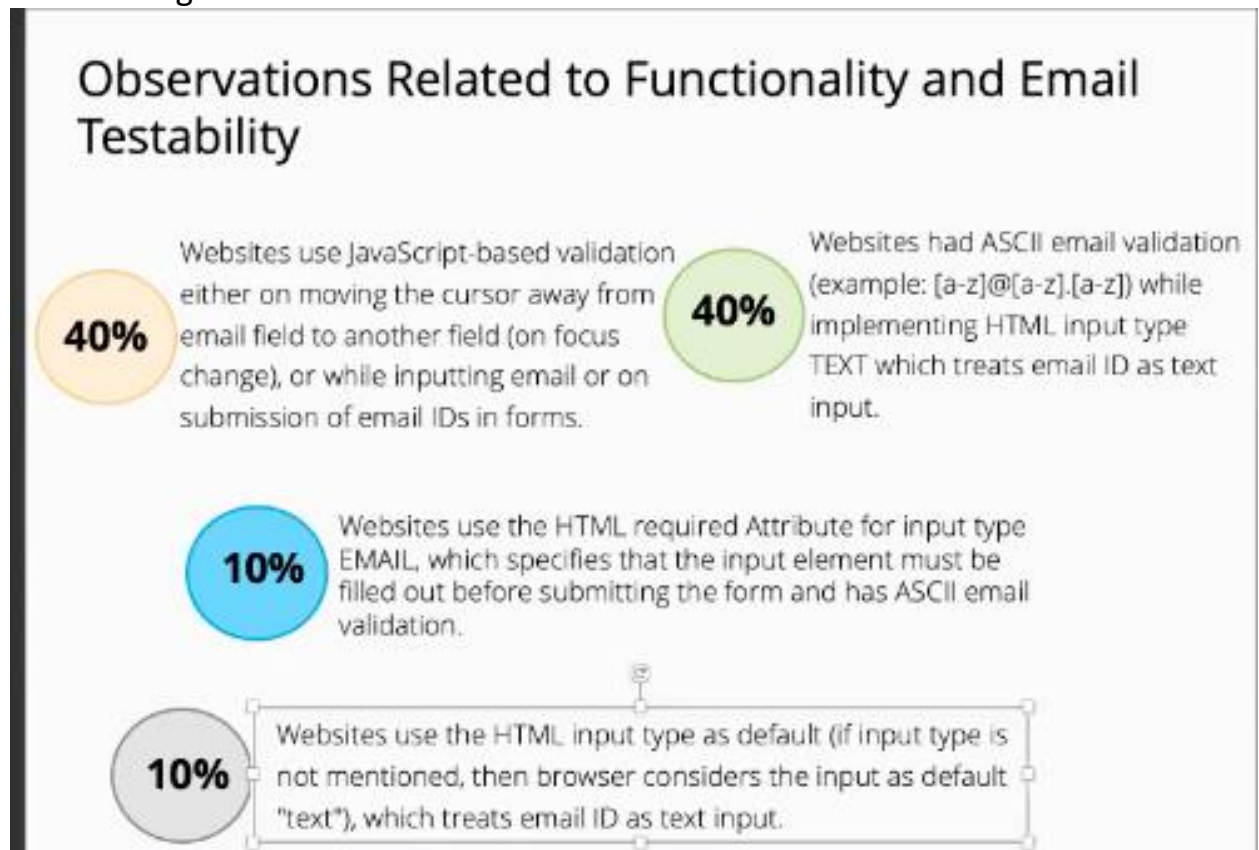 Observations Related to Functionality and Email
Testability
40%
Websites use JavaScript-based validation
either on moving the cursor away from
email field to another field (on focus
change), or while inputting email or on
submission of email IDs in forms.
40%
Websites had ASCII email validation
(example: [a-z]@[a-z].[a-z]) while
implementing HTML input type
TEXT which treats email ID as text
input.
10%
Websites use the HTML required Attribute for input type
EMAIL, which specifies that the input element must be
filled out before submitting the form and has ASCII email
validation.
10%
Websites use the HTML input type as default (if input type is
not mentioned, then browser considers the input as default
"text"), which treats email ID as text input.